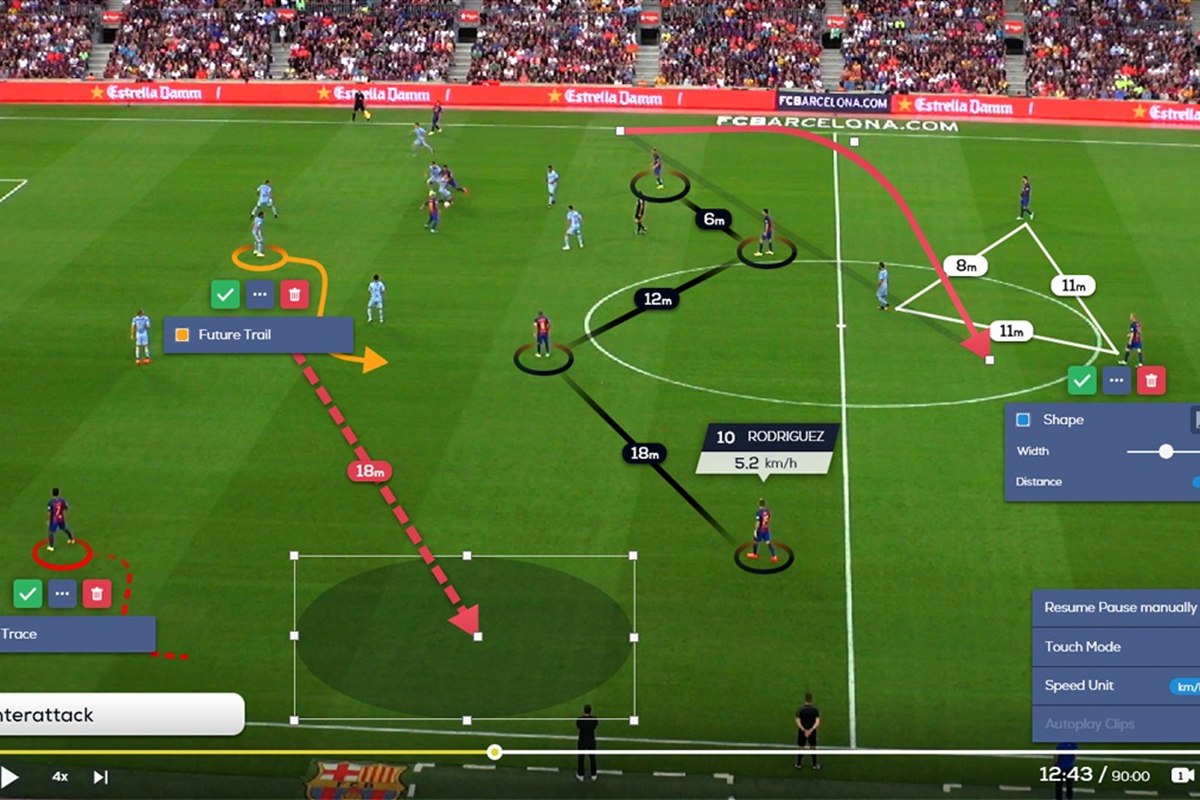 Estrella Damm
Estrella Damm
Estrella Damm
FCBARCELONA.COM
Estrella Damm
Estrella
FCBARCELONA.COM
6m
8m
11m
12m
11m
Future Trail
Shape
10 RODRIGUEZ
Width
18m
5.2 km/h
18m
Distance
Resume Pause manually
Trace
Touch Mode
Speed Unit
km/h
nterattack
Autoplay Clips
4x
12:43 / 90:00
1